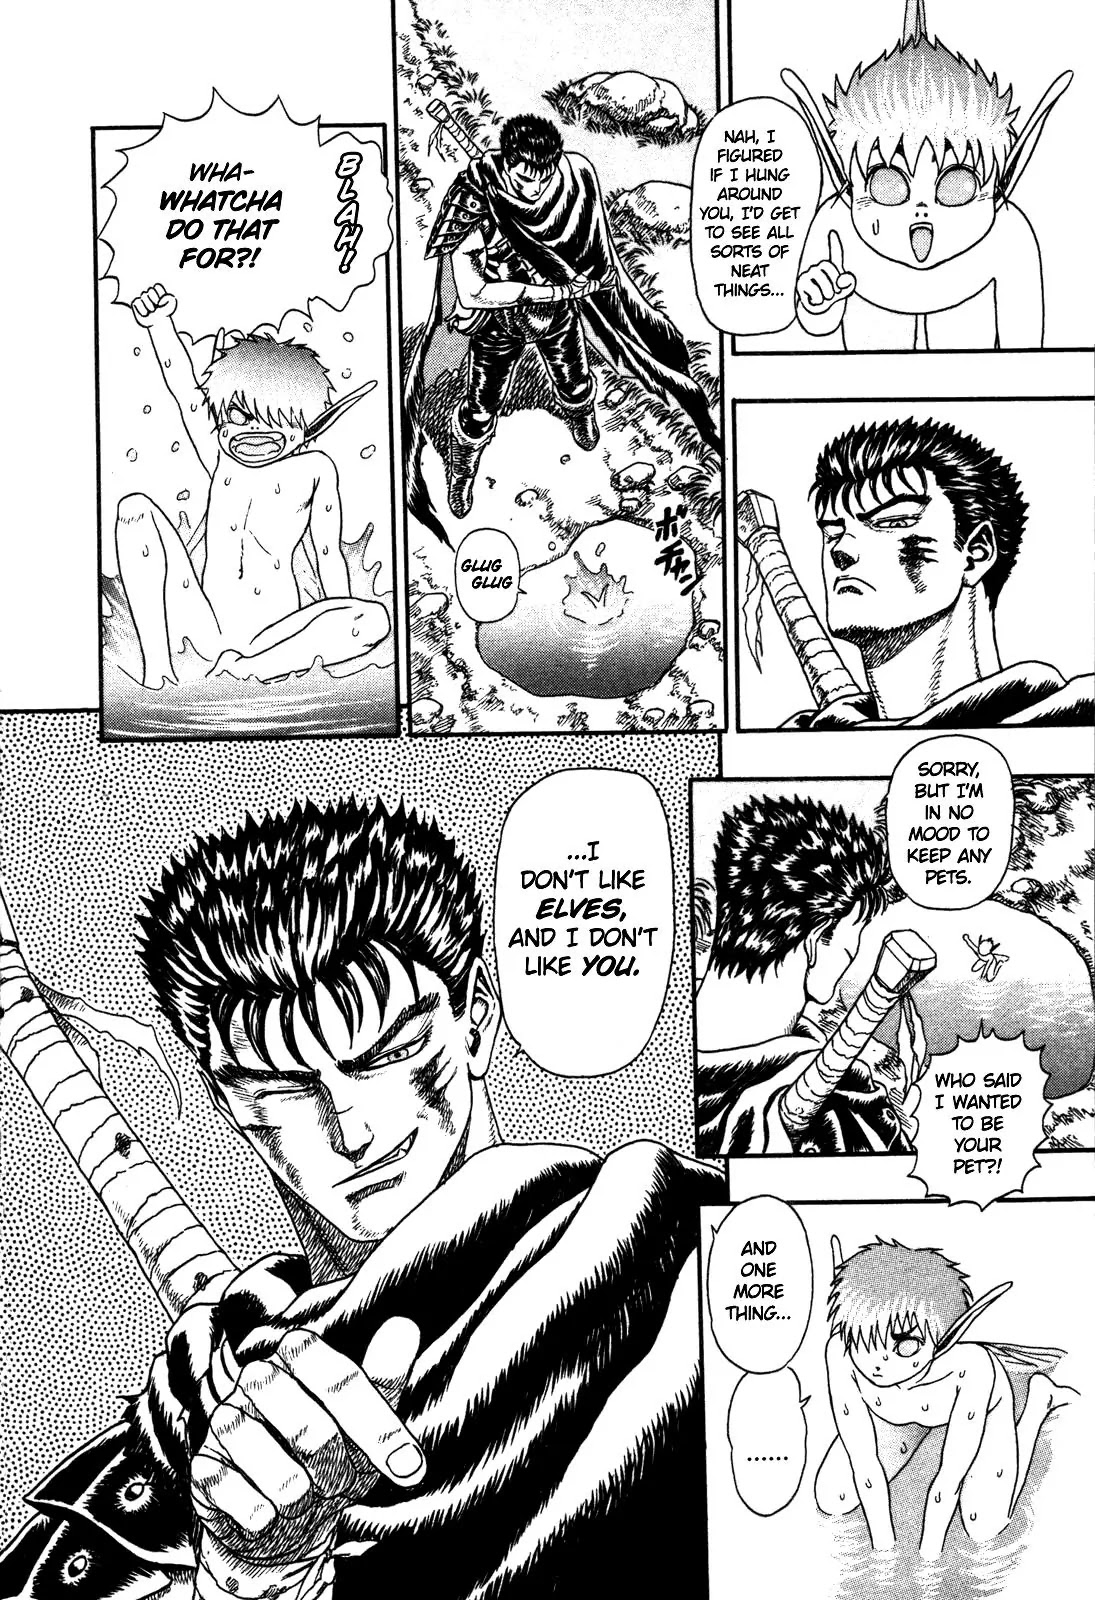 NAH, I
FIGURED
IF I HUNG
AROUND
YOU, I'D GET
TO SEE ALL
SORTS OF
NEAT
THINGS...
ボチャン
GLUG
GLUG
BLAH!
WHA-
WHATCHA
DO THAT
FOR?!
SORRY,
BUT I'M
IN NO
MOOD TO
KEEP ANY
PETS.
WHO SAID
I WANTED
TO BE
YOUR
PET?!
AND
ONE
MORE
THING...
.......
...I
DON'T LIKE
ELVES,
AND I DON'T
LIKE YOU.